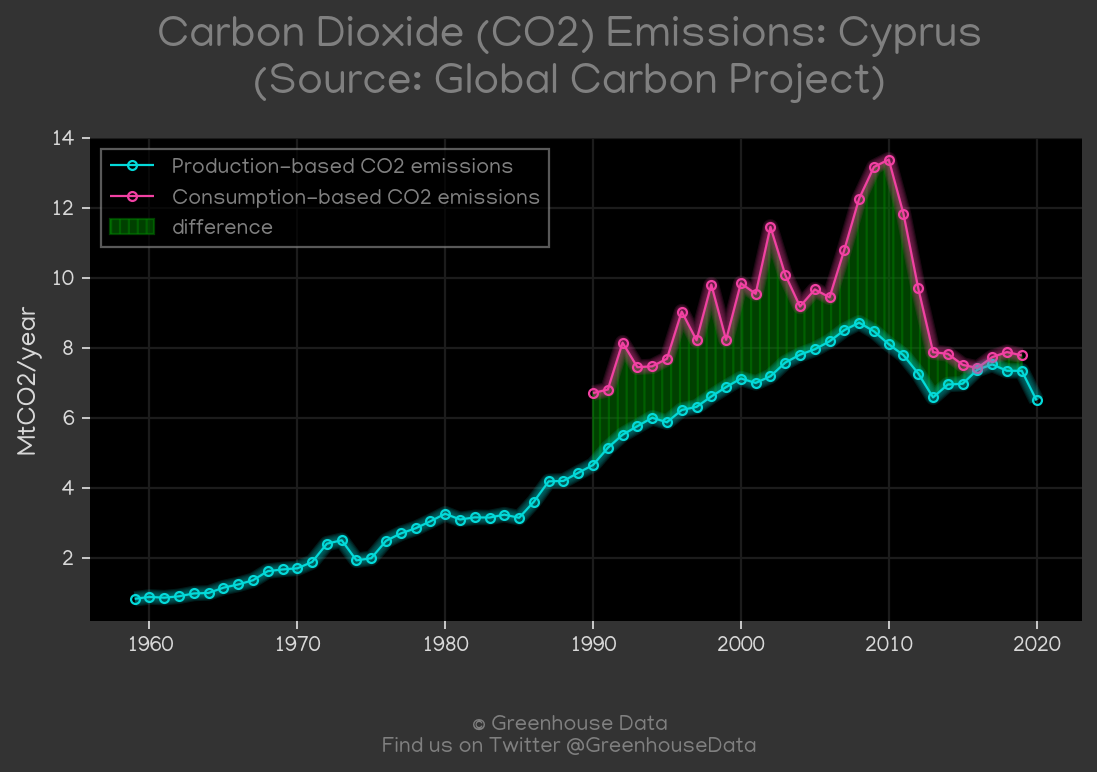 Carbon Dioxide (CO2) Emissions: Cyprus
(Source: Global Carbon Project)
14
12
10
8
6
4
2
MtCO2/year
Production-based CO2 emissions
Consumption-based CO2 emissions
difference
1960 1970 1980 1990 2000 2010 2020
© Greenhouse Data
Find us on Twitter @GreenhouseData